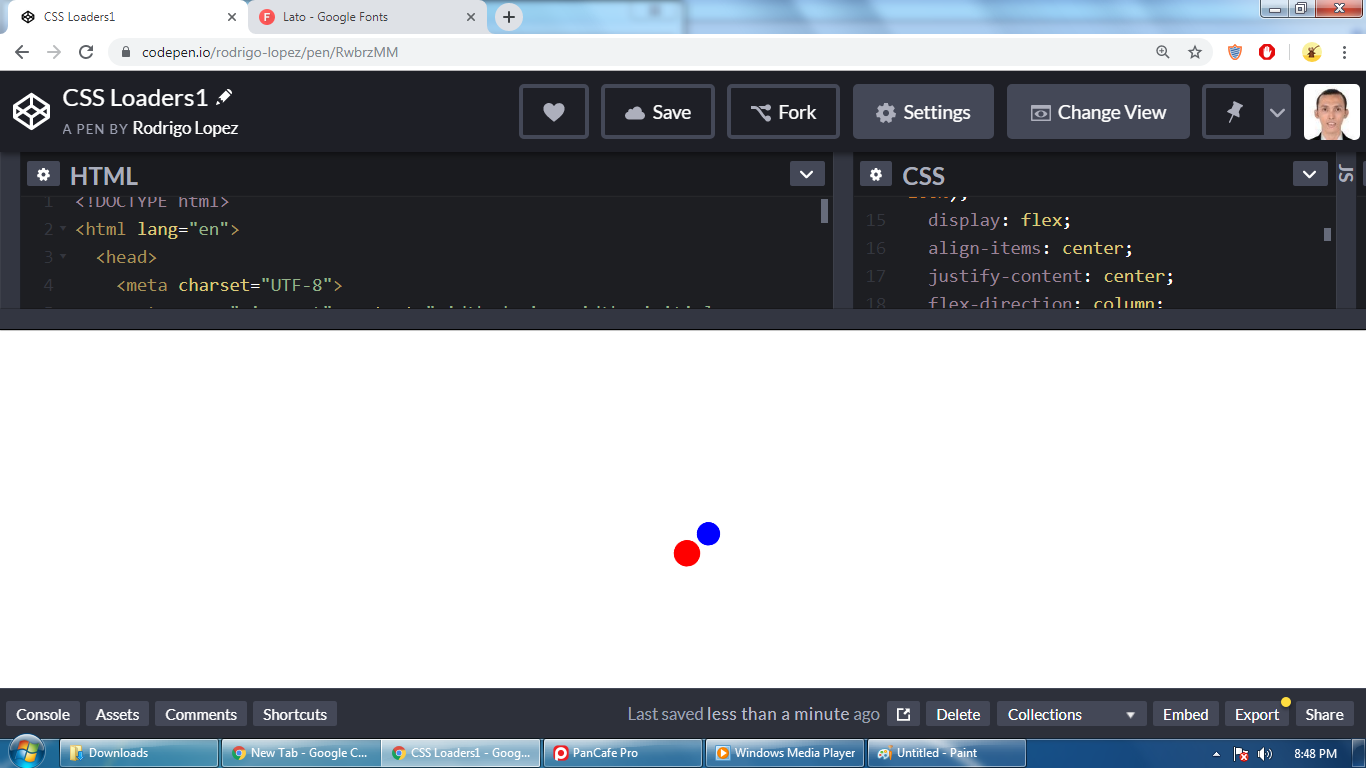 CSS Loaders1
Lato - Google Fonts
codepen.io/rodrigo-lopez/pen/RwbrzMM
CSS Loaders1
A PEN BY Rodrigo Lopez
Save
Fork
Settings
Change View
HTML
1 <!DOCTYPE html>
2 <html lang="en">
3 <head>
4 <meta charset="UTF-8">
CSS
15 display: flex;
16 align-items: center;
17 justify-content: center;
18 flex-direction: column;
JS
Console
Assets
Comments
Shortcuts
Last saved less than a minute ago
Delete
Collections
Embed
Export
Share
Downloads
New Tab - Google C...
CSS Loaders1 - Goog...
PanCafe Pro
Windows Media Player
Untitled - Paint
8:48 PM